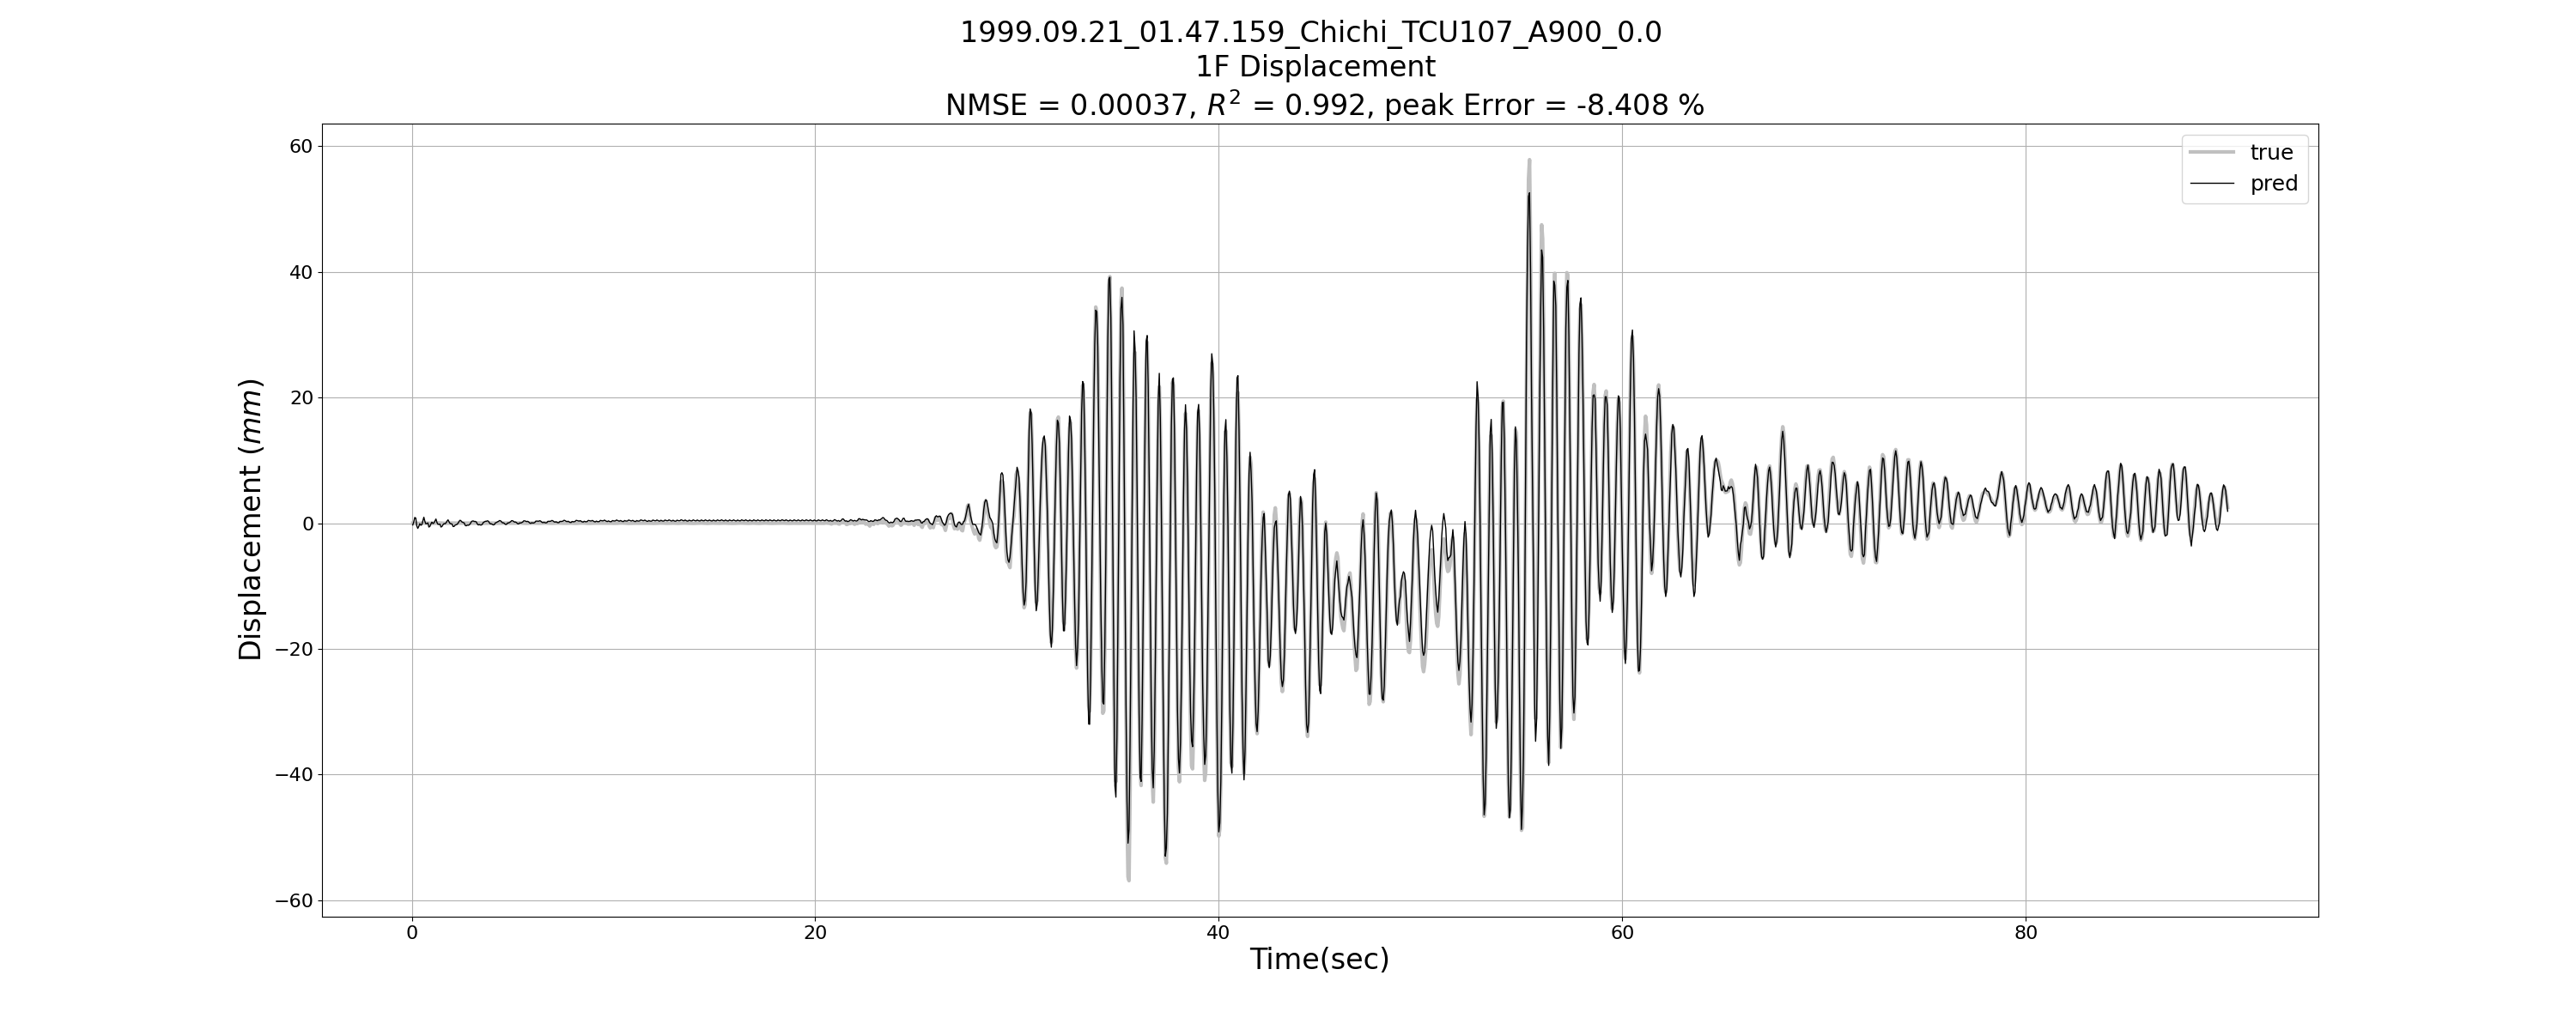 1999.09.21_01.47.159_Chichi_TCU107_A900_0.0
1F Displacement
NMSE = 0.00037, R² = 0.992, peak Error = -8.408 %
true
pred
60
40
20
0
−20
−40
−60
Displacement (mm)
0 20 40 60 80
Time(sec)